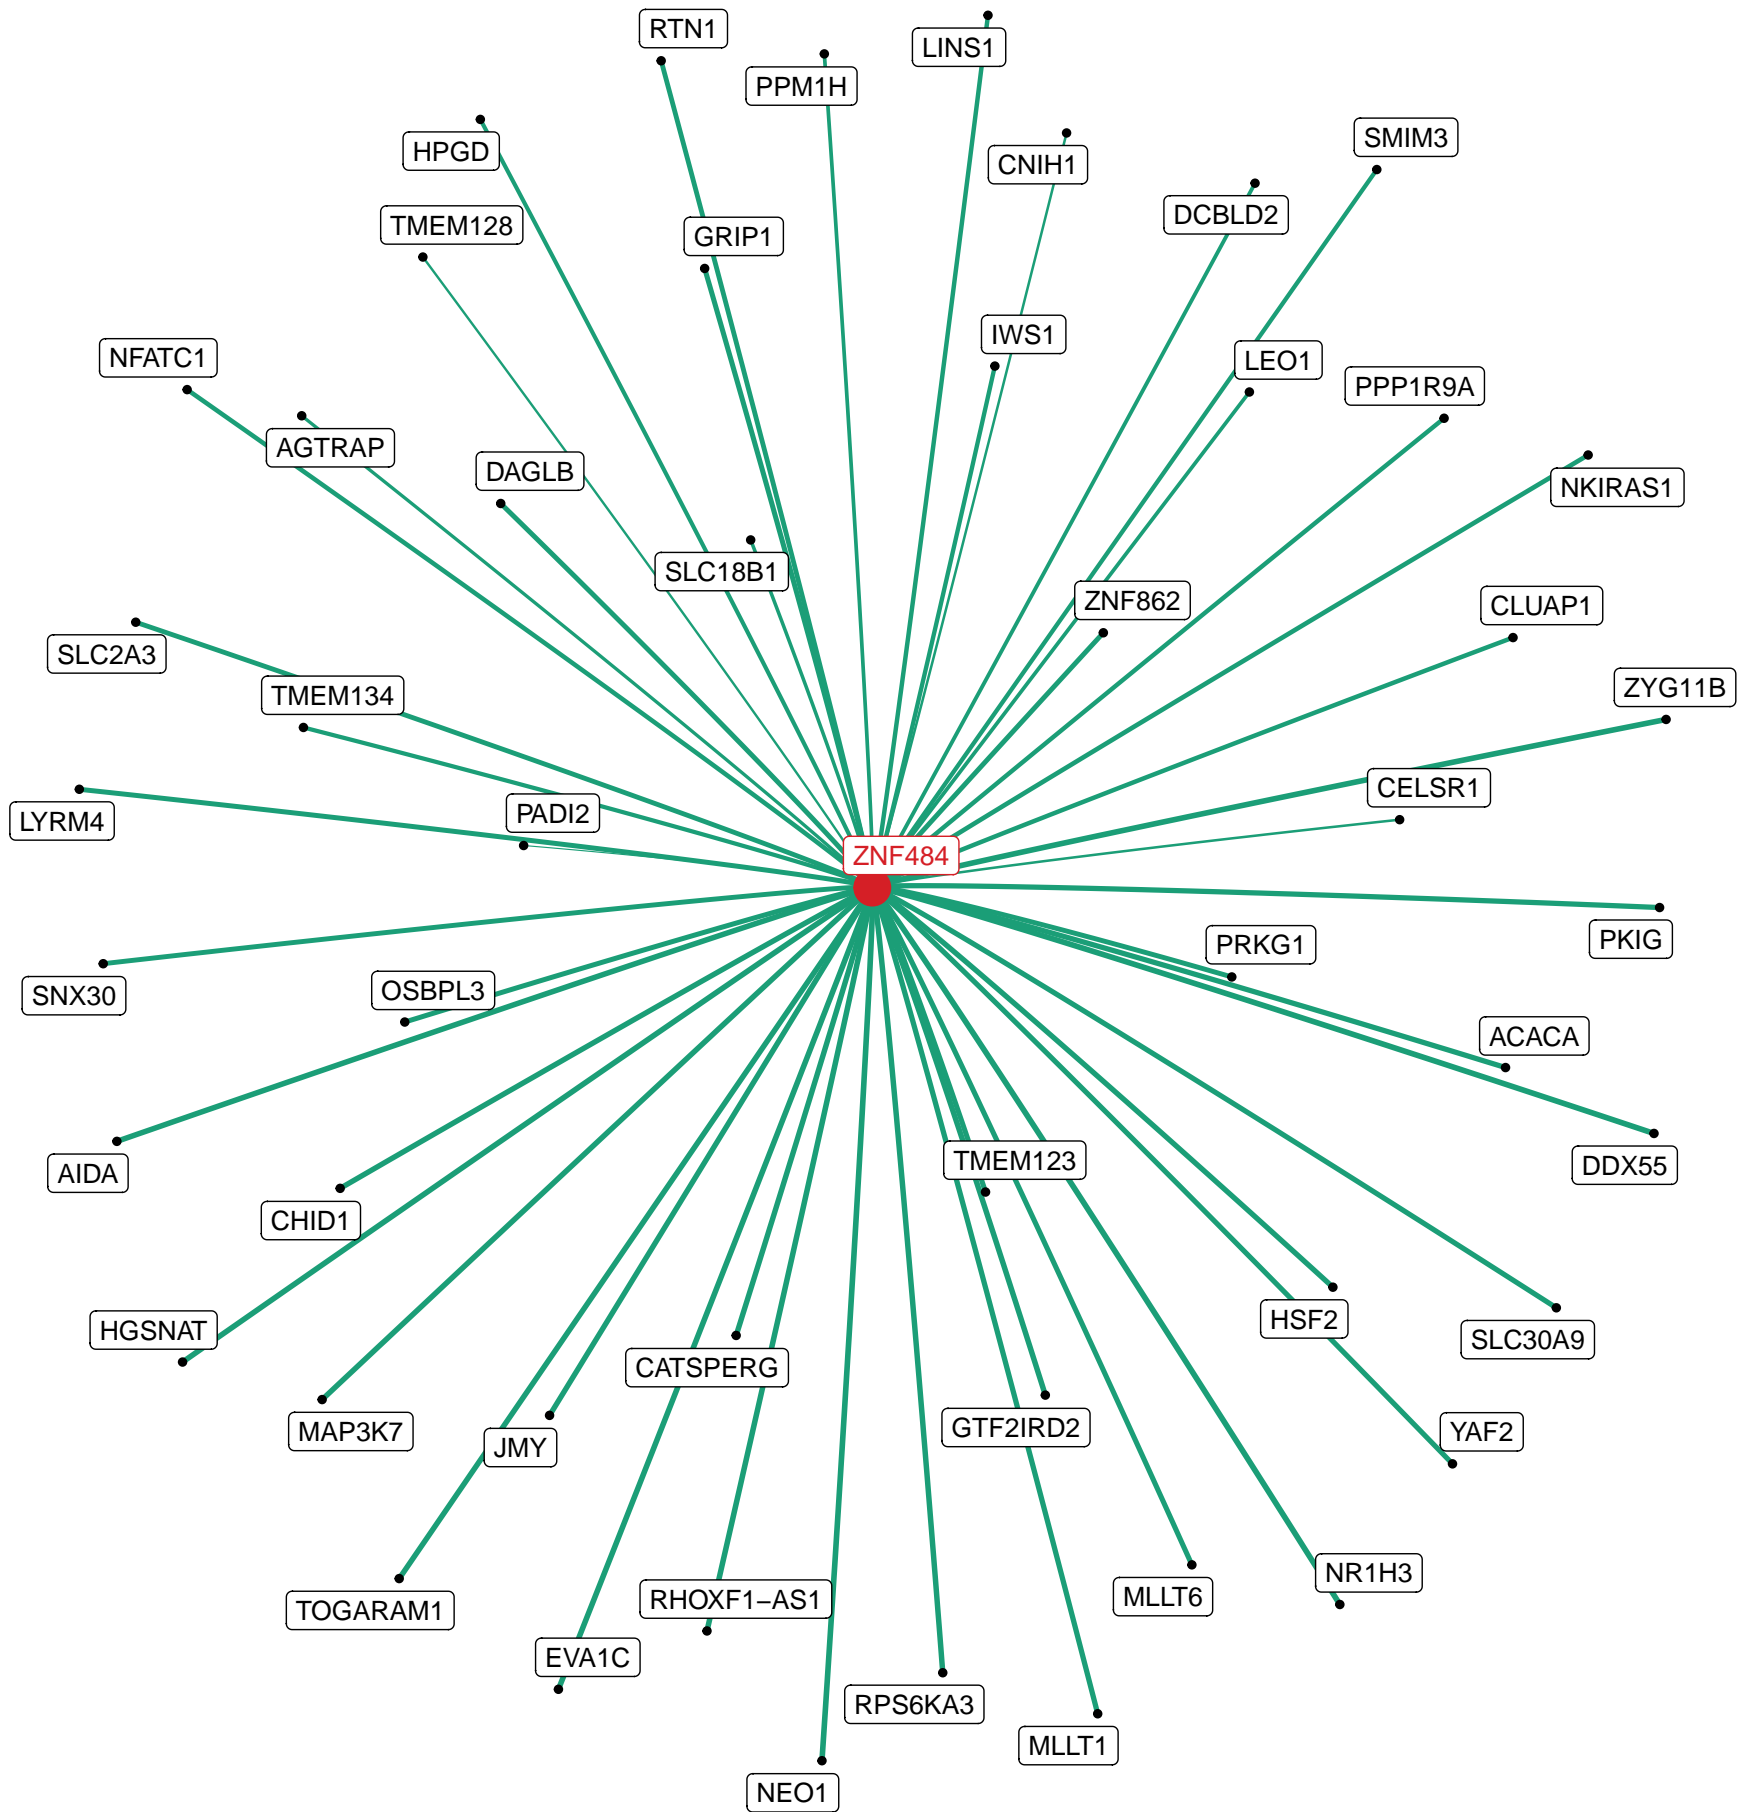 RTN1
LINS1
PPM1H
SMIM3
HPGD
CNIH1
DCBLD2
TMEM128
GRIP1
IWS1
NFATC1
LEO1
PPP1R9A
AGTRAP
DAGLB
NKIRAS1
SLC18B1
ZNF862
CLUAP1
SLC2A3
ZYG11B
TMEM134
CELSR1
PADI2
LYRM4
ZNF484
PKIG
PRKG1
OSBPL3
SNX30
ACACA
TMEM123
DDX55
AIDA
CHID1
HSF2
HGSNAT
SLC30A9
CATSPERG
GTF2IRD2
MAP3K7
YAF2
JMY
NR1H3
MLLT6
RHOXF1–AS1
TOGARAM1
EVA1C
RPS6KA3
MLLT1
NEO1